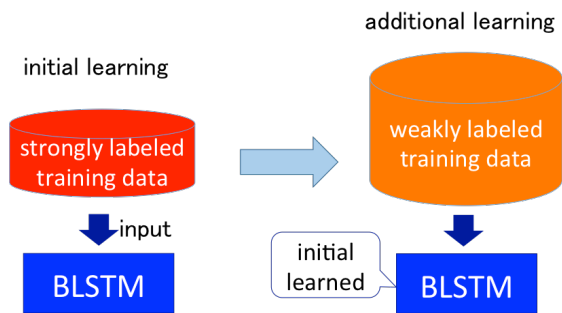 initial learning
strongly labeled
training data
input
BLSTM
additional learning
weakly labeled
training data
initial
learned
BLSTM